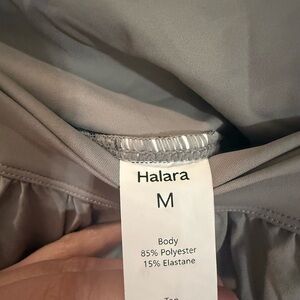 Halara
M
Body
85% Polyester
15% Elastane